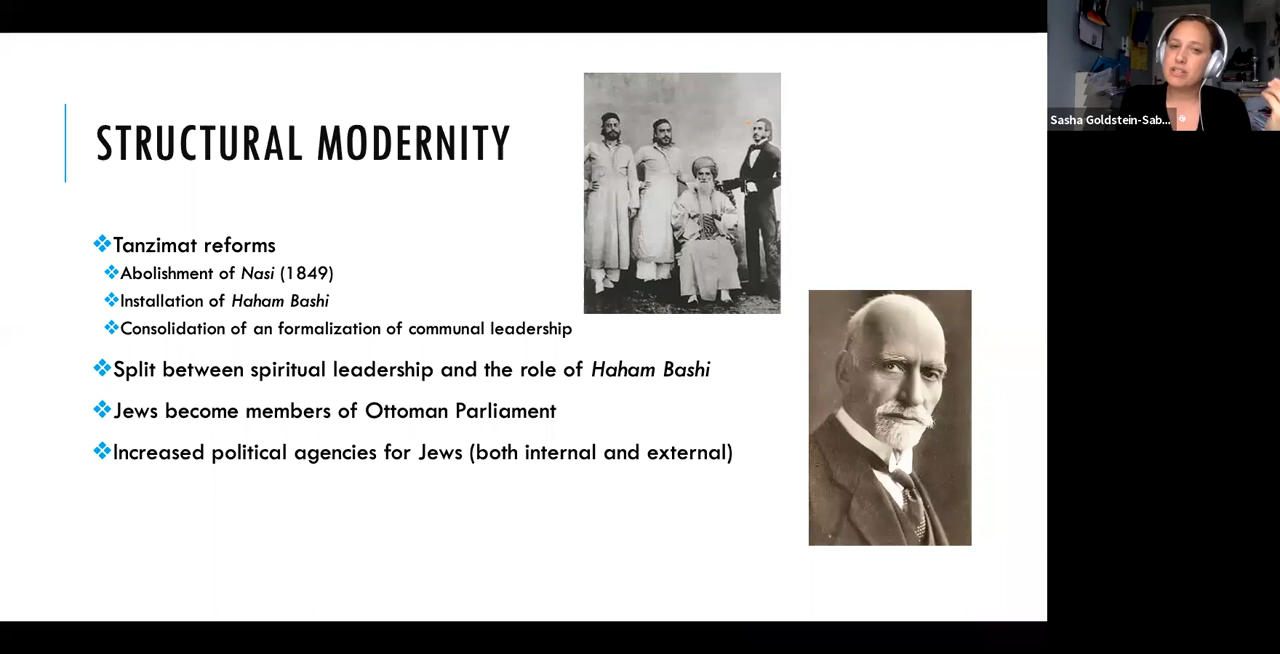 STRUCTURAL MODERNITY
Tanzimat reforms
Abolishment of Nasi (1849)
Installation of Haham Bashi
Consolidation of an formalization of communal leadership
Split between spiritual leadership and the role of Haham Bashi
Jews become members of Ottoman Parliament
Increased political agencies for Jews (both internal and external)
Sasha Goldstein-Sab...